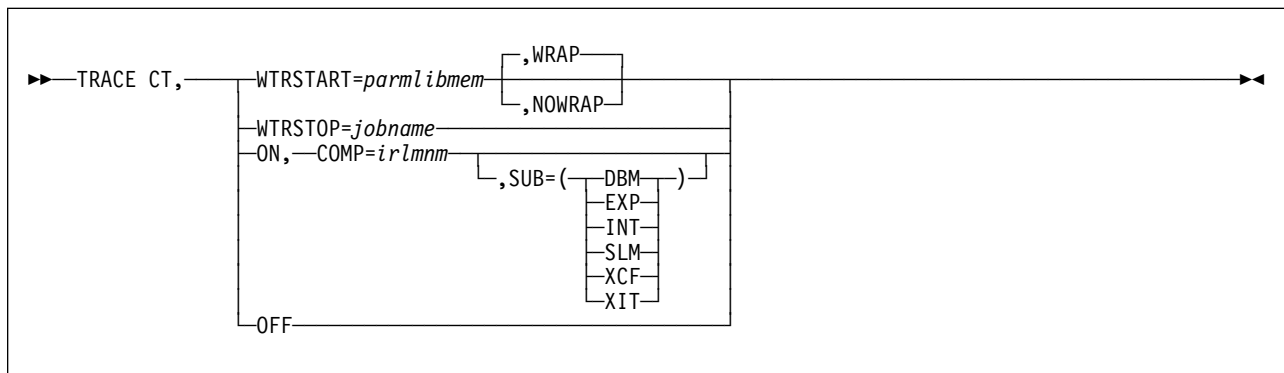 ,WRAP
TRACE CT, WTRSTART=parmlibmem
,NOWRAP
WTRSTOP=jobname
ON, COMP=irlmnm
,SUB=( DBM )
EXP
INT
SLM
XCF
XIT
OFF